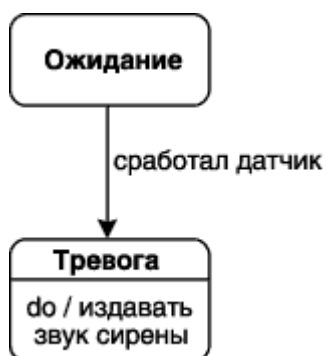 Ожидание
сработал датчик
Тревога
do / издавать
звук сирены